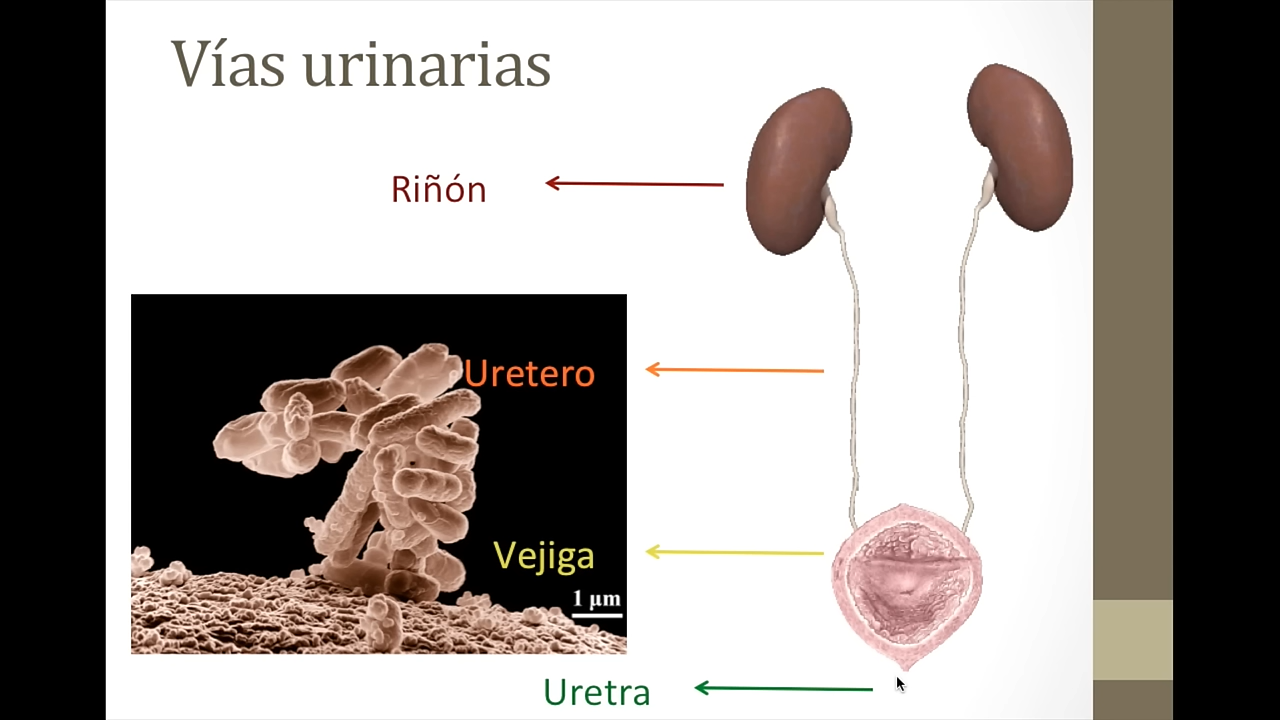 Vías urinarias
Riñón
Uretero
Vejiga
1 µm
Uretra